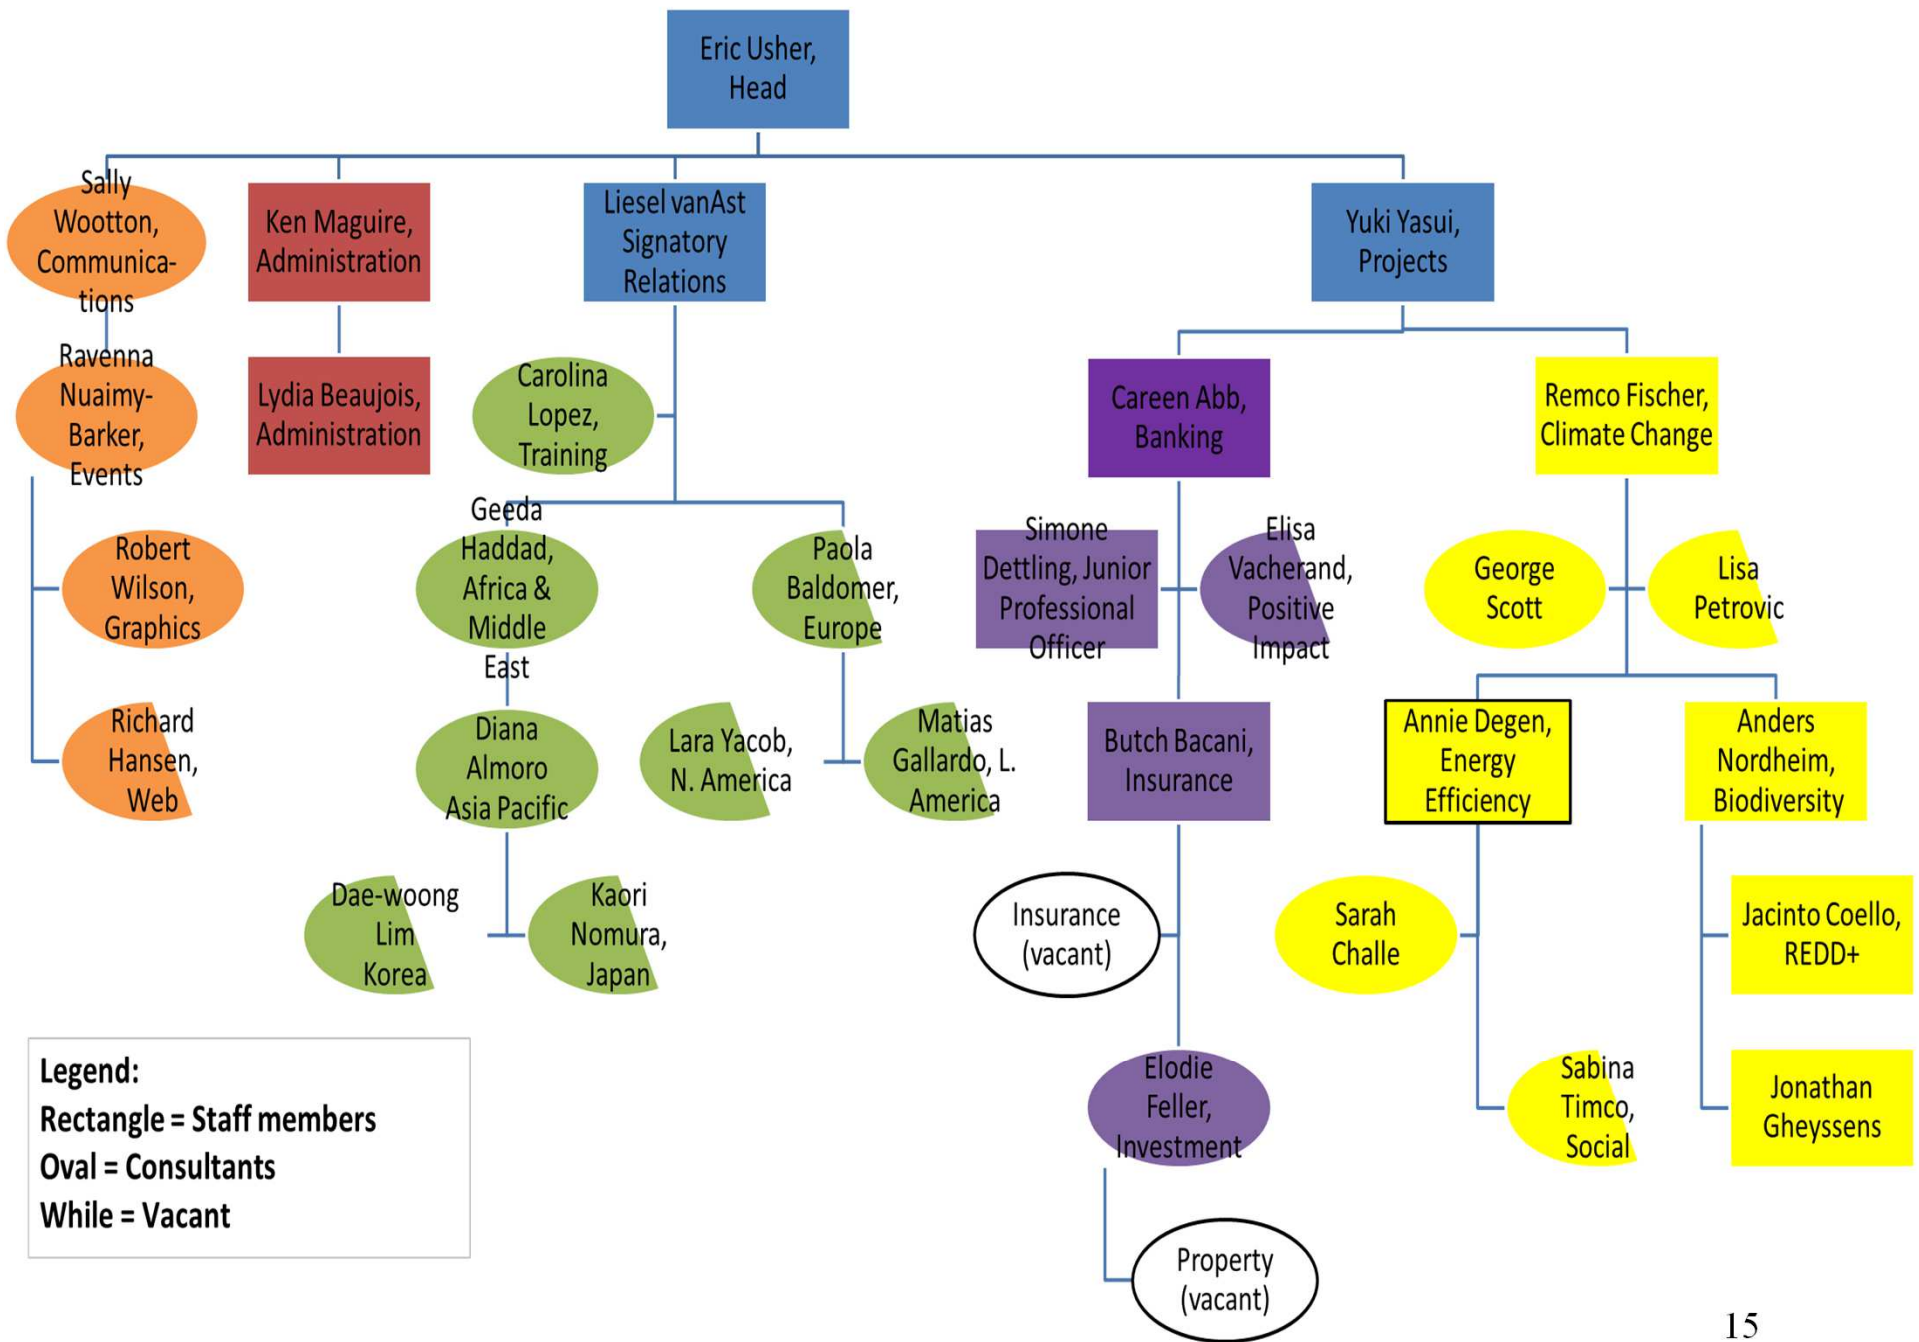 Eric Usher,
Head
Sally
Wootton,
Communica-
tions
Ken Maguire,
Administration
Liesel vanAst
Signatory
Relations
Yuki Yasui,
Projects
Ravenna
Nuaimy-
Barker,
Events
Lydia Beaujois,
Administration
Carolina
Lopez,
Training
Careen Abb,
Banking
Remco Fischer,
Climate Change
Robert
Wilson,
Graphics
Geeda
Haddad,
Africa &
Middle
East
Paola
Baldomer,
Europe
Simone
Dettling, Junior
Professional
Officer
Elisa
Vacherand,
Positive
Impact
George
Scott
Lisa
Petrovic
Richard
Hansen,
Web
Diana
Almoro
Asia Pacific
Lara Yacob,
N. America
Matias
Gallardo, L.
America
Butch Bacani,
Insurance
Annie Degen,
Energy
Efficiency
Anders
Nordheim,
Biodiversity
Dae-woong
Lim
Korea
Kaori
Nomura,
Japan
Insurance
(vacant)
Sarah
Challe
Jacinto Coello,
REDD+
Elodie
Feller,
Investment
Sabina
Timco,
Social
Jonathan
Gheyssens
Property
(vacant)
Legend:
Rectangle = Staff members
Oval = Consultants
While = Vacant
15